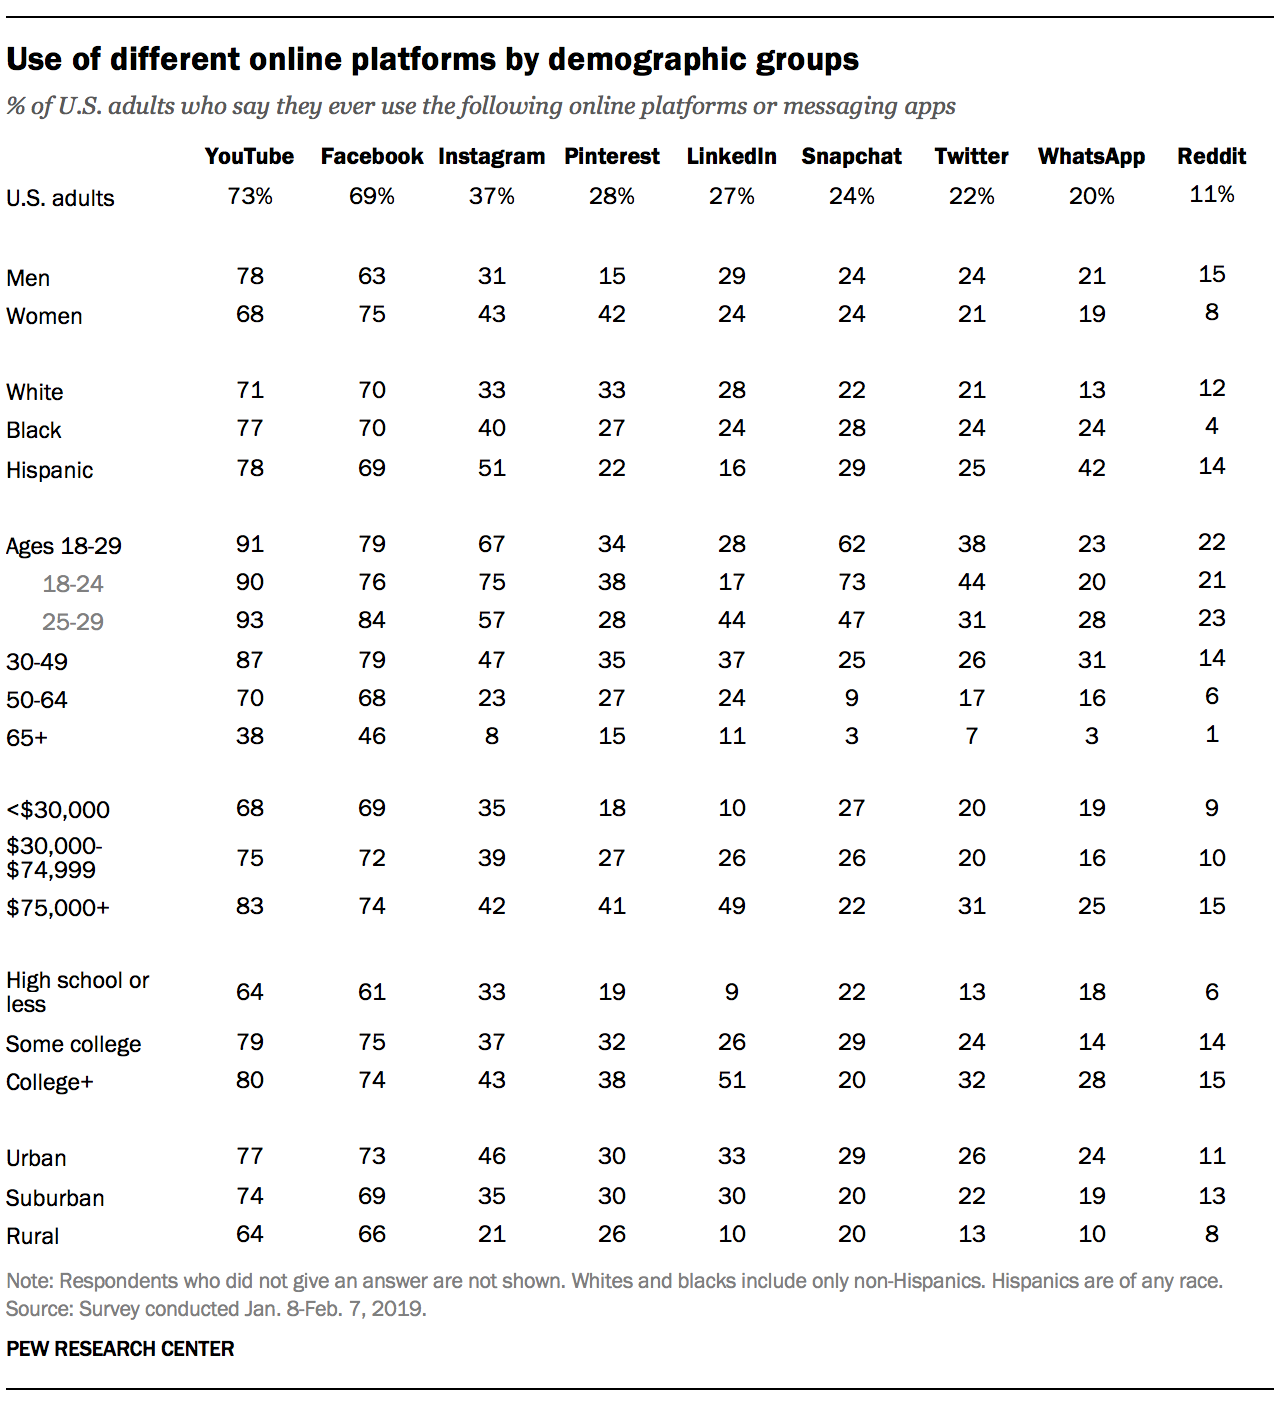 Use of different online platforms by demographic groups
% of U.S. adults who say they ever use the following online platforms or messaging apps
YouTube Facebook Instagram Pinterest LinkedIn Snapchat Twitter WhatsApp Reddit
U.S. adults 73% 69% 37% 28% 27% 24% 22% 20% 11%
Men 78 63 31 15 29 24 24 21 15
Women 68 75 43 42 24 24 21 19 8
White 71 70 33 33 28 22 21 13 12
Black 77 70 40 27 24 28 24 24 4
Hispanic 78 69 51 22 16 29 25 42 14
Ages 18-29 91 79 67 34 28 62 38 23 22
18-24 90 76 75 38 17 73 44 20 21
25-29 93 84 57 28 44 47 31 28 23
30-49 87 79 47 35 37 25 26 31 14
50-64 70 68 23 27 24 9 17 16 6
65+ 38 46 8 15 11 3 7 3 1
<$30,000 68 69 35 18 10 27 20 19 9
$30,000-
$74,999 75 72 39 27 26 26 20 16 10
$75,000+ 83 74 42 41 49 22 31 25 15
High school or
less 64 61 33 19 9 22 13 18 6
Some college 79 75 37 32 26 29 24 14 14
College+ 80 74 43 38 51 20 32 28 15
Urban 77 73 46 30 33 29 26 24 11
Suburban 74 69 35 30 30 20 22 19 13
Rural 64 66 21 26 10 20 13 10 8
Note: Respondents who did not give an answer are not shown. Whites and blacks include only non-Hispanics. Hispanics are of any race.
Source: Survey conducted Jan. 8-Feb. 7, 2019.
PEW RESEARCH CENTER